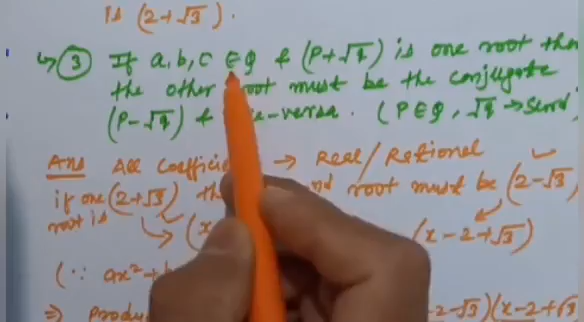 is (2+√3).
↳ ③ If a,b,c ∈ Q & (P+√q) is one root the
the other root must be the conjugate
(P-√q) & -versa. (P∈Q, √q → Surd)
Ans All coeffici → Real/Rational
if one (2+√3) th root must be (2-√3)
root is (x (x-2+√3)
(∵ ax²+b
⇒ produ -2-√3)(x-2+√3